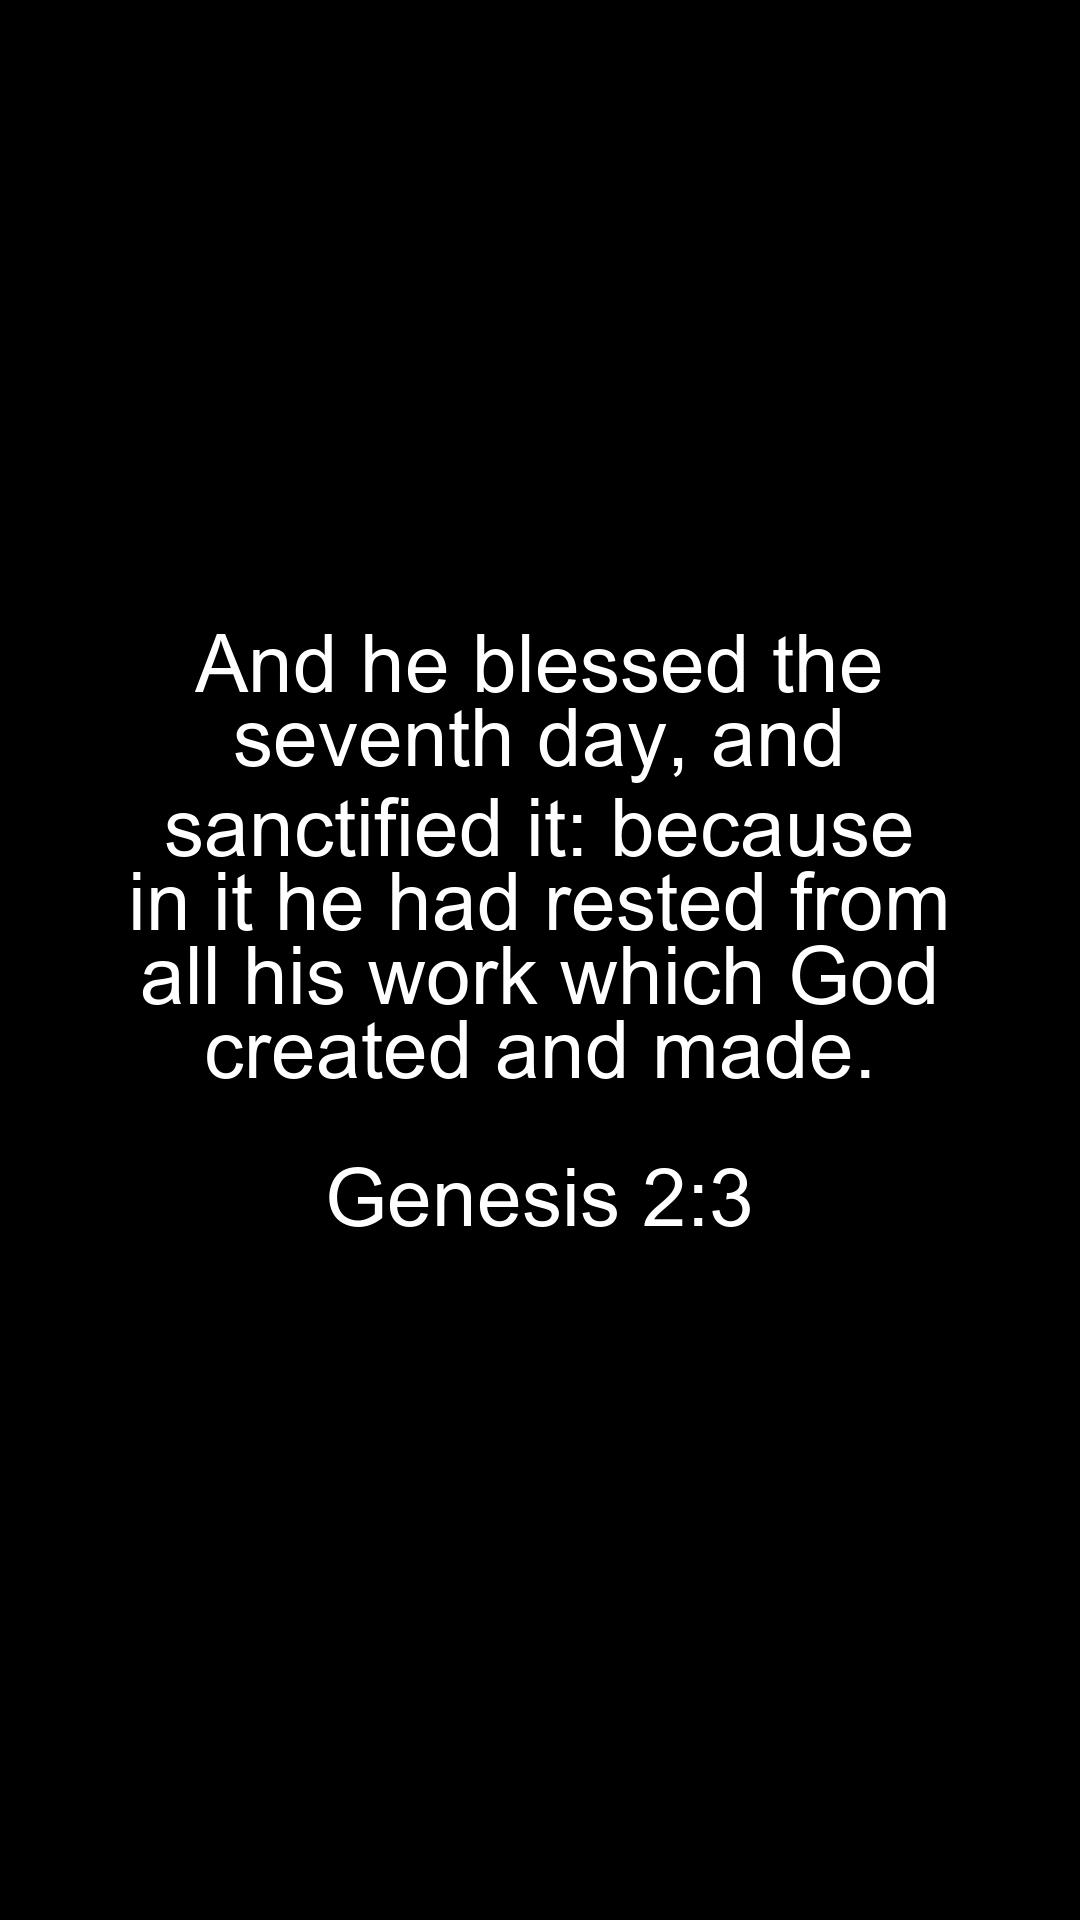 And he blessed the
seventh day, and
sanctified it: because
in it he had rested from
all his work which God
created and made.
Genesis 2:3